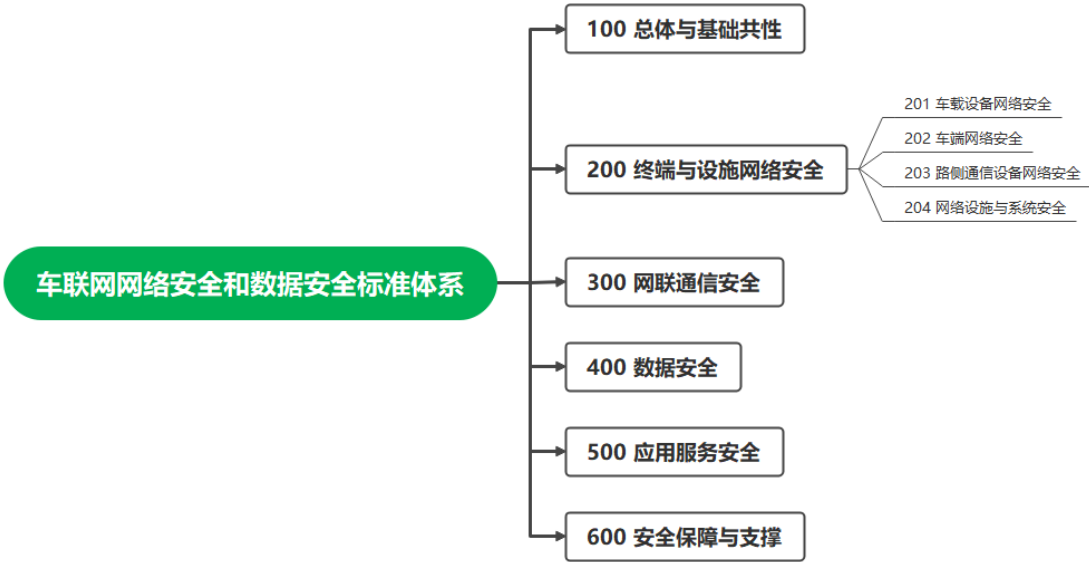 车联网网络安全和数据安全标准体系
100 总体与基础共性
200 终端与设施网络安全
201 车载设备网络安全
202 车端网络安全
203 路侧通信设备网络安全
204 网络设施与系统安全
300 网联通信安全
400 数据安全
500 应用服务安全
600 安全保障与支撑